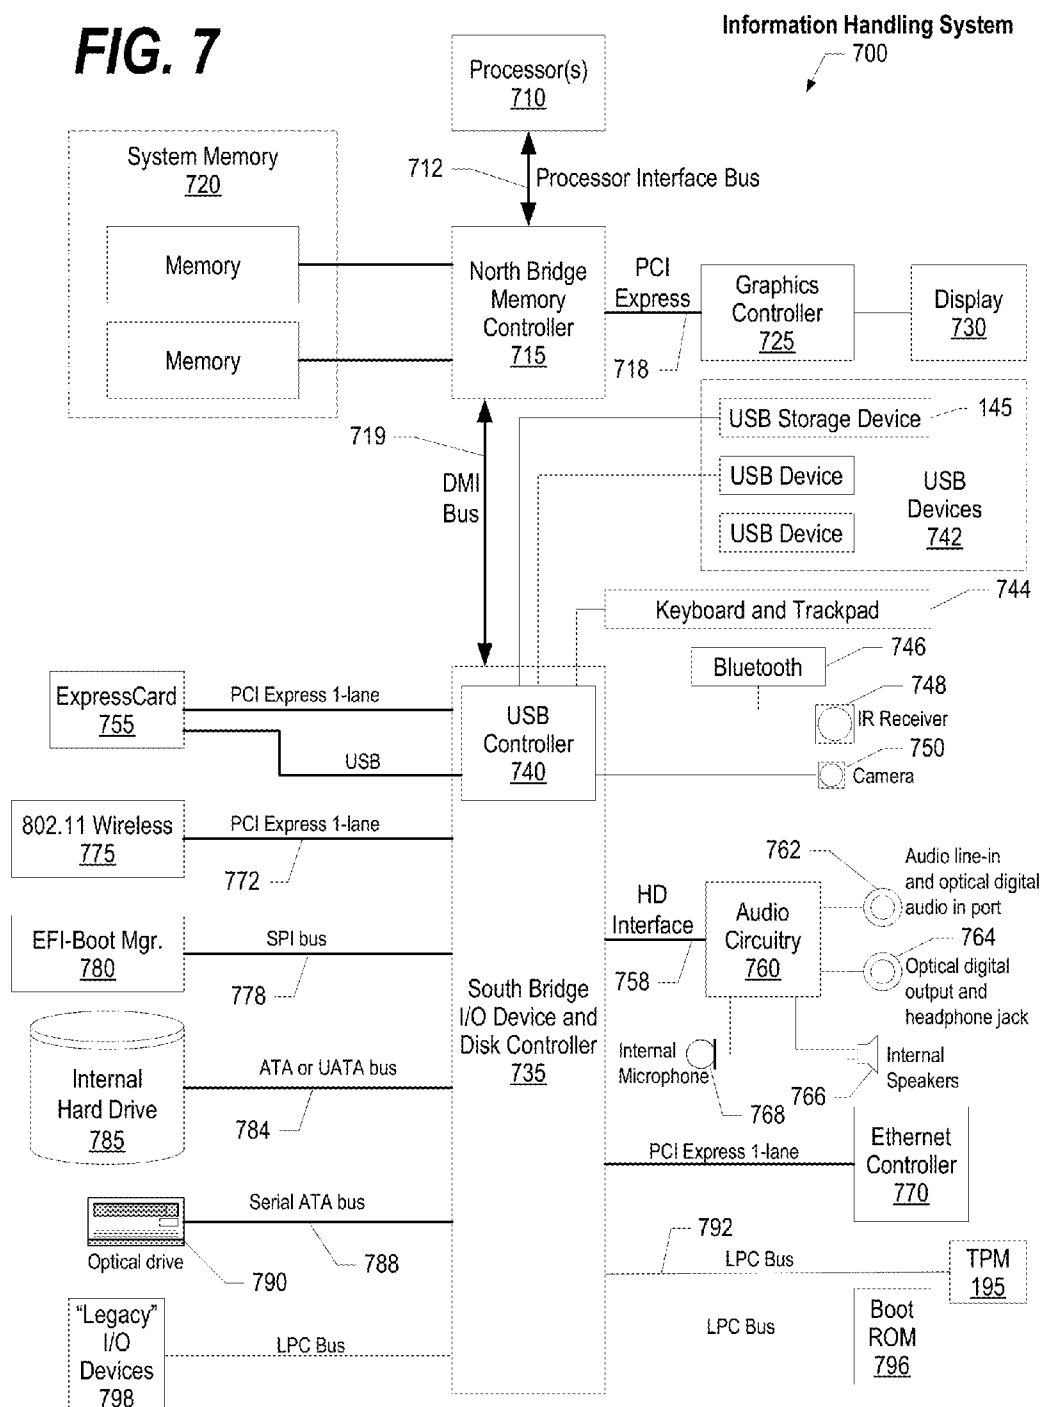 FIG. 7
Information Handling System
700
Processor(s)
710
712
Processor Interface Bus
System Memory
720
Memory
Memory
North Bridge
Memory
Controller
715
PCI
Express
718
Graphics
Controller
725
Display
730
719
DMI
Bus
USB Storage Device
145
USB Device
USB Device
USB
Devices
742
744
Keyboard and Trackpad
746
Bluetooth
748
IR Receiver
750
Camera
ExpressCard
755
PCI Express 1-lane
USB
USB
Controller
740
802.11 Wireless
775
PCI Express 1-lane
772
EFI-Boot Mgr.
780
SPI bus
778
HD
Interface
758
Audio
Circuitry
760
762
Audio line-in
and optical digital
audio in port
764
Optical digital
output and
headphone jack
South Bridge
I/O Device and
Disk Controller
735
Internal
Microphone
768
Internal
Speakers
766
Internal
Hard Drive
785
ATA or UATA bus
784
PCI Express 1-lane
Ethernet
Controller
770
Serial ATA bus
788
Optical drive
790
792
LPC Bus
TPM
195
"Legacy"
I/O
Devices
798
LPC Bus
LPC Bus
Boot
ROM
796